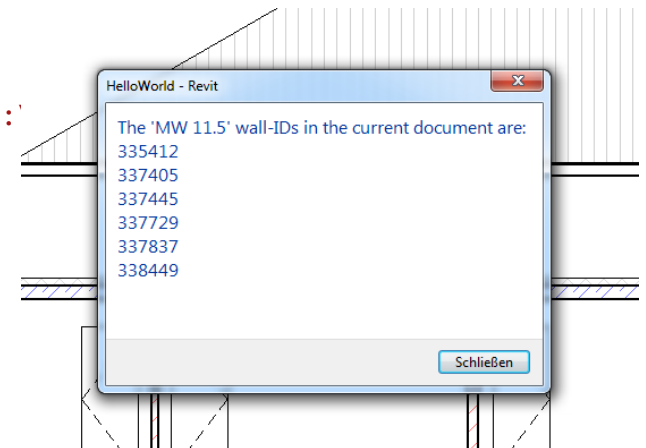 HelloWorld - Revit
The 'MW 11.5' wall-IDs in the current document are:
335412
337405
337445
337729
337837
338449
Schließen